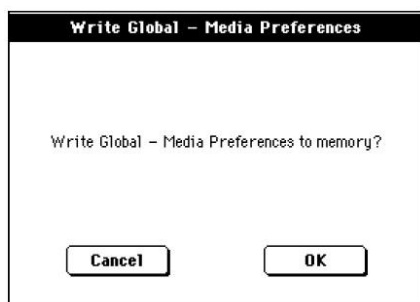 Write Global – Media Preferences
Write Global – Media Preferences to memory?
Cancel
OK